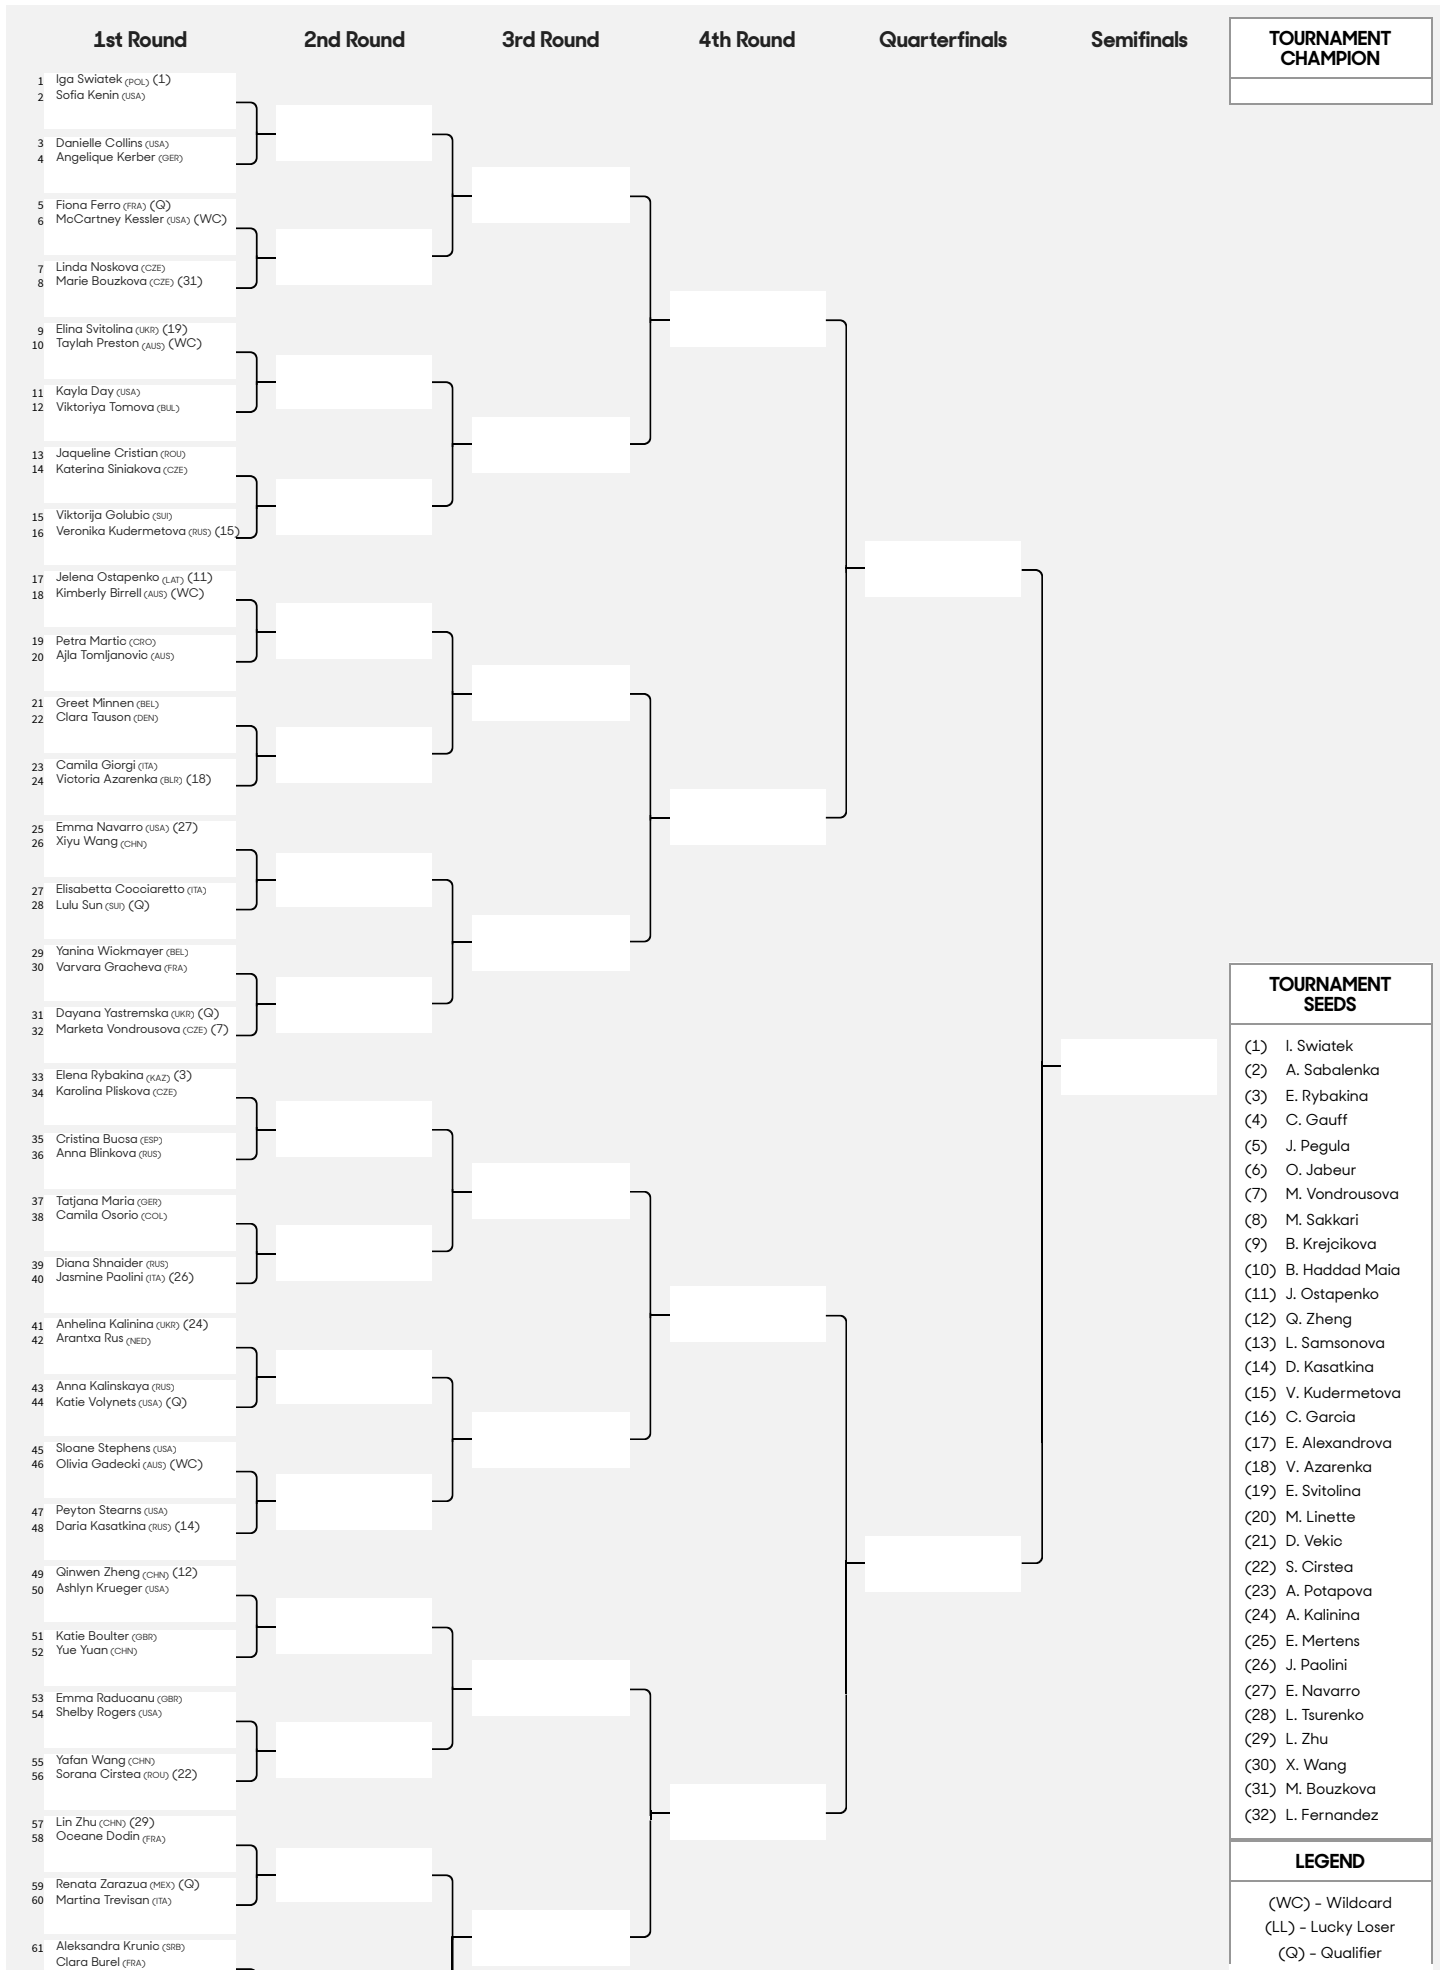 1st Round
2nd Round
3rd Round
4th Round
Quarterfinals
Semifinals
TOURNAMENT
CHAMPION
1 Iga Swiatek (POL) (1)
2 Sofia Kenin (USA)
3 Danielle Collins (USA)
4 Angelique Kerber (GER)
5 Fiona Ferro (FRA) (Q)
6 McCartney Kessler (USA) (WC)
7 Linda Noskova (CZE)
8 Marie Bouzkova (CZE) (31)
9 Elina Svitolina (UKR) (19)
10 Taylah Preston (AUS) (WC)
11 Kayla Day (USA)
12 Viktoriya Tomova (BUL)
13 Jaqueline Cristian (ROU)
14 Katerina Siniakova (CZE)
15 Viktorija Golubic (SUI)
16 Veronika Kudermetova (RUS) (15)
17 Jelena Ostapenko (LAT) (11)
18 Kimberly Birrell (AUS) (WC)
19 Petra Martic (CRO)
20 Ajla Tomljanovic (AUS)
21 Greet Minnen (BEL)
22 Clara Tauson (DEN)
23 Camila Giorgi (ITA)
24 Victoria Azarenka (BLR) (18)
25 Emma Navarro (USA) (27)
26 Xiyu Wang (CHN)
27 Elisabetta Cocciaretto (ITA)
28 Lulu Sun (SUI) (Q)
29 Yanina Wickmayer (BEL)
30 Varvara Gracheva (FRA)
31 Dayana Yastremska (UKR) (Q)
32 Marketa Vondrousova (CZE) (7)
33 Elena Rybakina (KAZ) (3)
34 Karolina Pliskova (CZE)
35 Cristina Bucsa (ESP)
36 Anna Blinkova (RUS)
37 Tatjana Maria (GER)
38 Camila Osorio (COL)
39 Diana Shnaider (RUS)
40 Jasmine Paolini (ITA) (26)
41 Anhelina Kalinina (UKR) (24)
42 Arantxa Rus (NED)
43 Anna Kalinskaya (RUS)
44 Katie Volynets (USA) (Q)
45 Sloane Stephens (USA)
46 Olivia Gadecki (AUS) (WC)
47 Peyton Stearns (USA)
48 Daria Kasatkina (RUS) (14)
49 Qinwen Zheng (CHN) (12)
50 Ashlyn Krueger (USA)
51 Katie Boulter (GBR)
52 Yue Yuan (CHN)
53 Emma Raducanu (GBR)
54 Shelby Rogers (USA)
55 Yafan Wang (CHN)
56 Sorana Cirstea (ROU) (22)
57 Lin Zhu (CHN) (29)
58 Oceane Dodin (FRA)
59 Renata Zarazua (MEX) (Q)
60 Martina Trevisan (ITA)
61 Aleksandra Krunic (SRB)
Clara Burel (FRA)
TOURNAMENT
SEEDS
(1) I. Swiatek
(2) A. Sabalenka
(3) E. Rybakina
(4) C. Gauff
(5) J. Pegula
(6) O. Jabeur
(7) M. Vondrousova
(8) M. Sakkari
(9) B. Krejcikova
(10) B. Haddad Maia
(11) J. Ostapenko
(12) Q. Zheng
(13) L. Samsonova
(14) D. Kasatkina
(15) V. Kudermetova
(16) C. Garcia
(17) E. Alexandrova
(18) V. Azarenka
(19) E. Svitolina
(20) M. Linette
(21) D. Vekic
(22) S. Cirstea
(23) A. Potapova
(24) A. Kalinina
(25) E. Mertens
(26) J. Paolini
(27) E. Navarro
(28) L. Tsurenko
(29) L. Zhu
(30) X. Wang
(31) M. Bouzkova
(32) L. Fernandez
LEGEND
(WC) - Wildcard
(LL) - Lucky Loser
(Q) - Qualifier